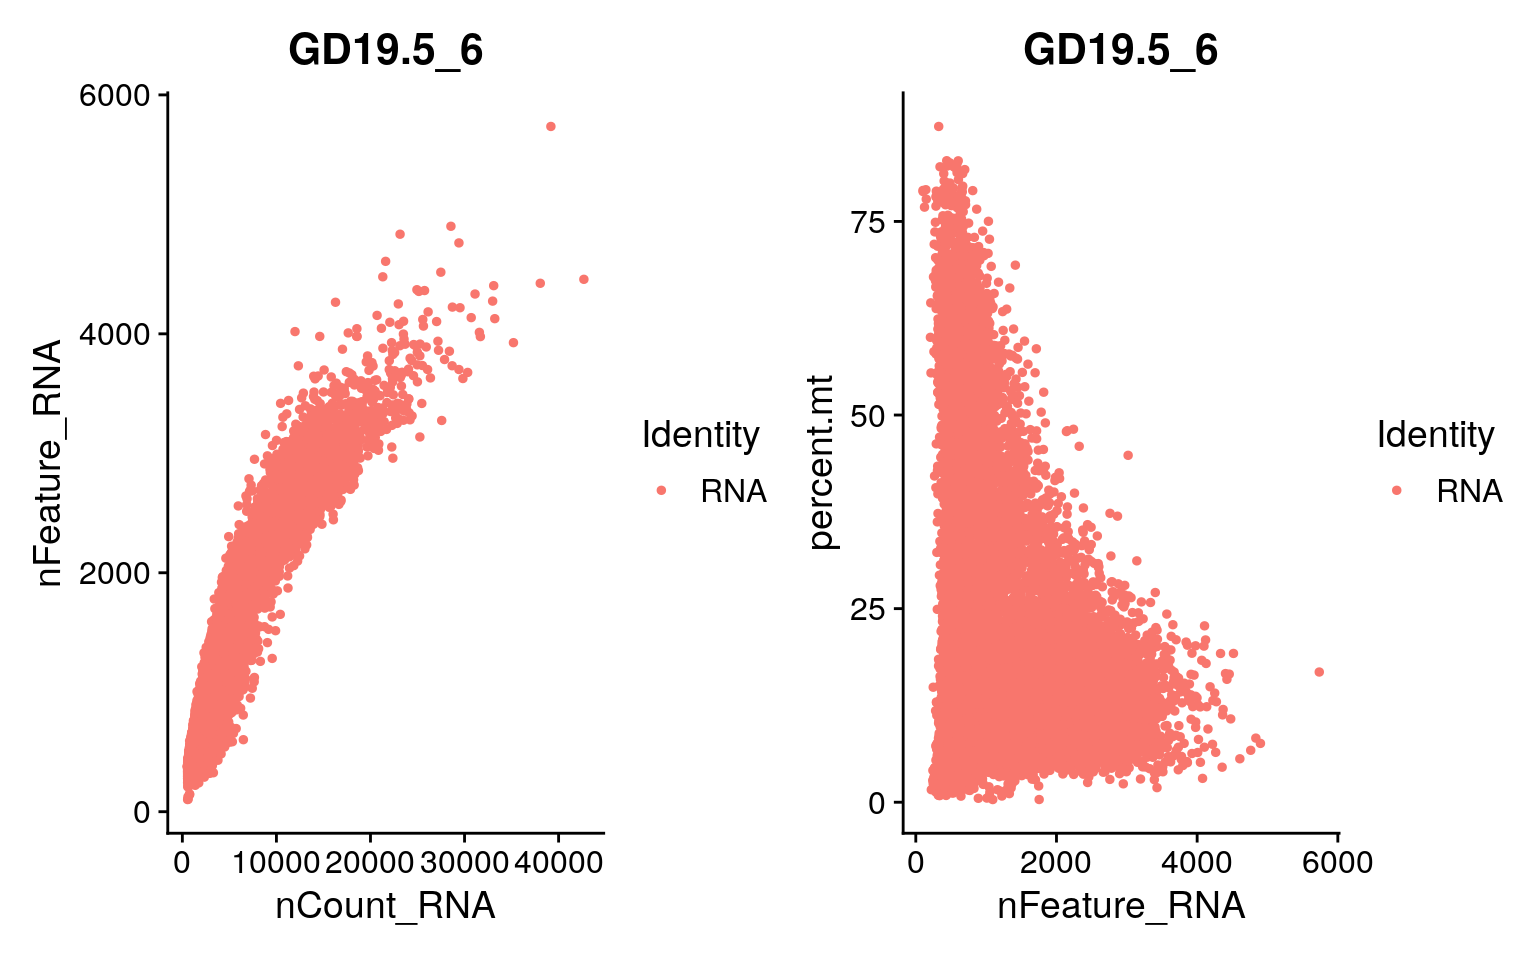 GD19.5_6
6000
4000
2000
0
nFeature_RNA
0 10000 20000 30000 40000
nCount_RNA
Identity
RNA
GD19.5_6
75
50
25
0
percent.mt
0 2000 4000 6000
nFeature_RNA
Identity
RNA